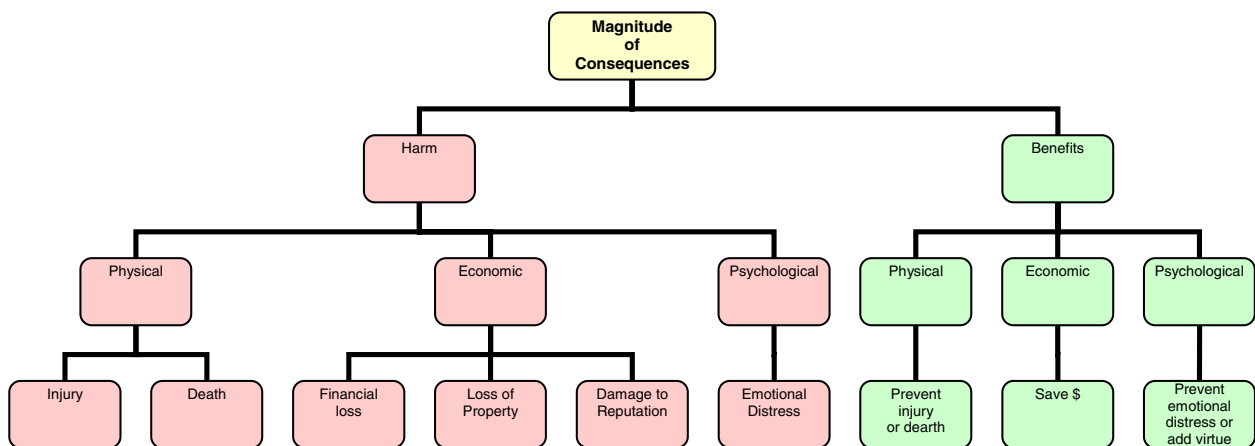 Magnitude
of
Consequences
Harm
Benefits
Physical
Economic
Psychological
Physical
Economic
Psychological
Injury
Death
Financial
loss
Loss of
Property
Damage to
Reputation
Emotional
Distress
Prevent
injury
or dearth
Save $
Prevent
emotional
distress or
add virtue